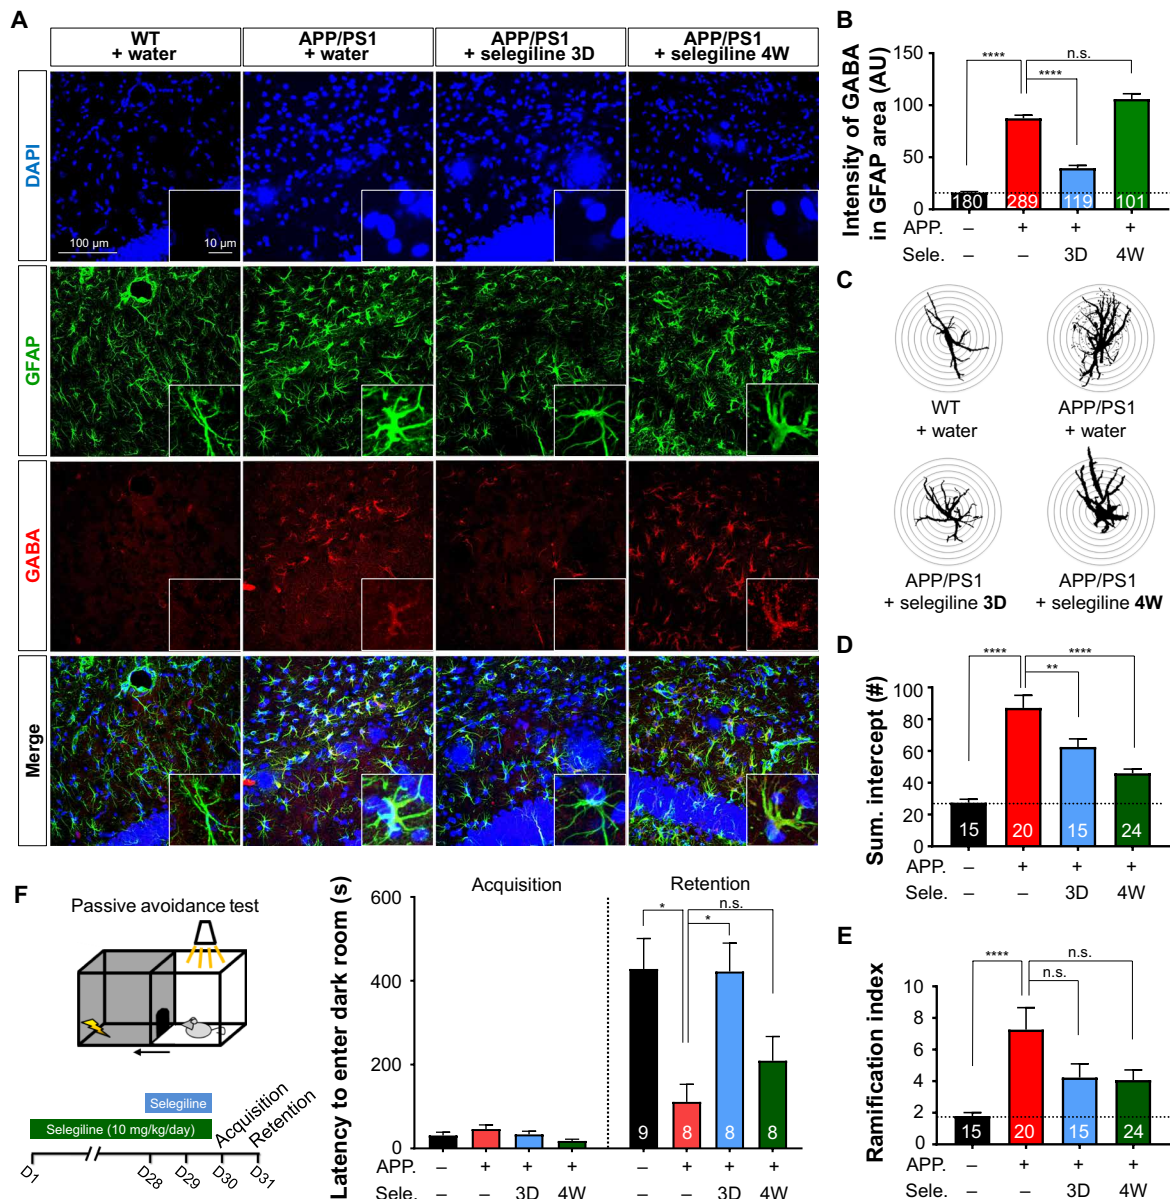 A
WT
+ water
APP/PS1
+ water
APP/PS1
+ selegiline 3D
APP/PS1
+ selegiline 4W
DAPI
100 µm
10 µm
GFAP
GABA
Merge
B
Intensity of GABA
in GFAP area (AU)
150
100
50
0
****
****
n.s.
180
289
119
101
APP.
– + + +
Sele.
– – 3D 4W
C
WT
+ water
APP/PS1
+ water
APP/PS1
+ selegiline 3D
APP/PS1
+ selegiline 4W
D
Sum. intercept (#)
100
80
60
40
20
0
****
**
****
15
20
15
24
APP.
– + + +
Sele.
– – 3D 4W
E
Ramification index
10
8
6
4
2
0
****
n.s.
n.s.
15
20
15
24
APP.
– + + +
Sele.
– – 3D 4W
F
Passive avoidance test
Selegiline
Selegiline (10 mg/kg/day)
Acquisition
Retention
D1
D28
D29
D30
D31
Latency to enter dark room (s)
600
400
200
0
Acquisition
Retention
*
*
n.s.
9
8
8
8
APP.
– + + + – + + +
Sele.
– – 3D 4W – – 3D 4W